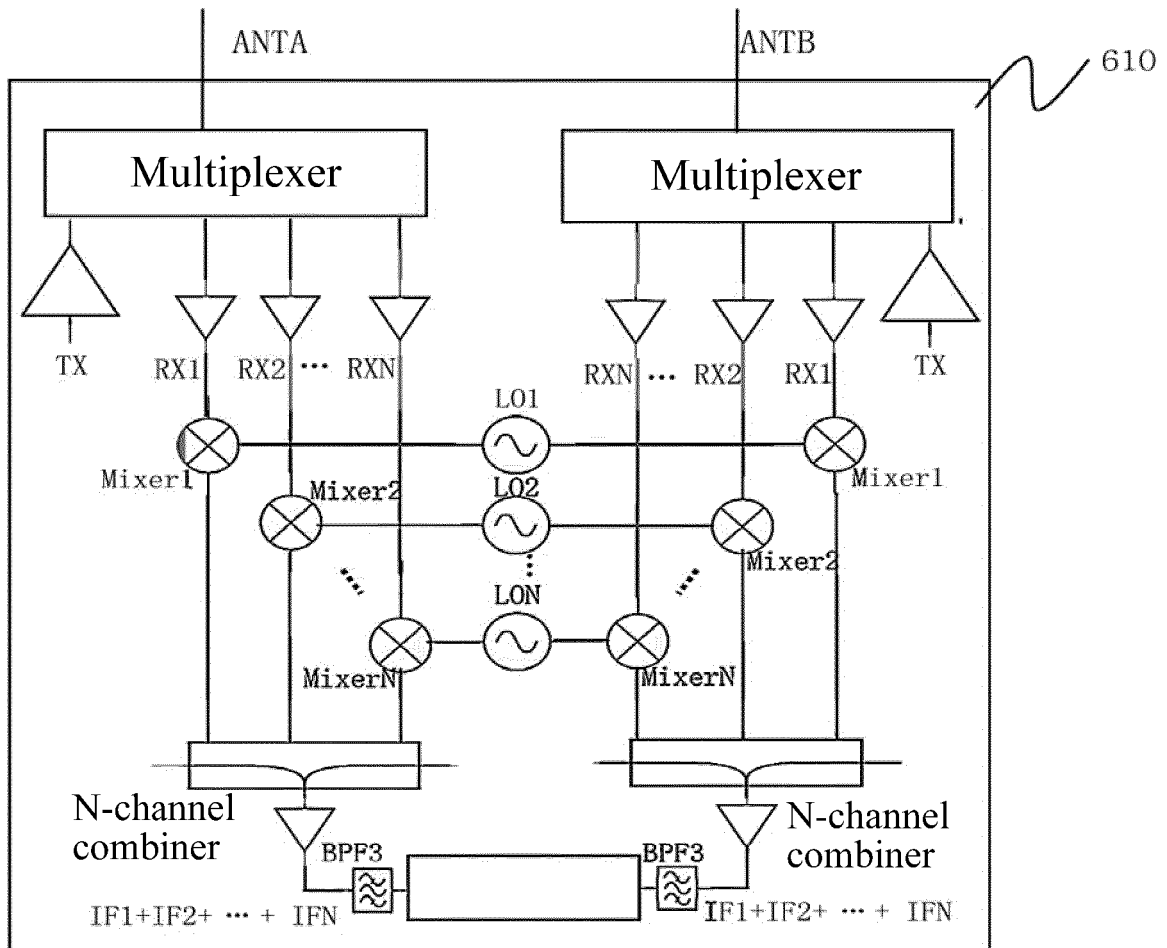 ANTA
ANTB
610
Multiplexer
Multiplexer
TX
RX1
RX2
···
RXN
RXN
···
RX2
RX1
TX
LO1
Mixer1
Mixer1
Mixer2
LO2
Mixer2
LON
MixerN
MixerN
N-channel
combiner
N-channel
combiner
BPF3
BPF3
IF1+IF2+ ··· + IFN
IF1+IF2+ ··· + IFN